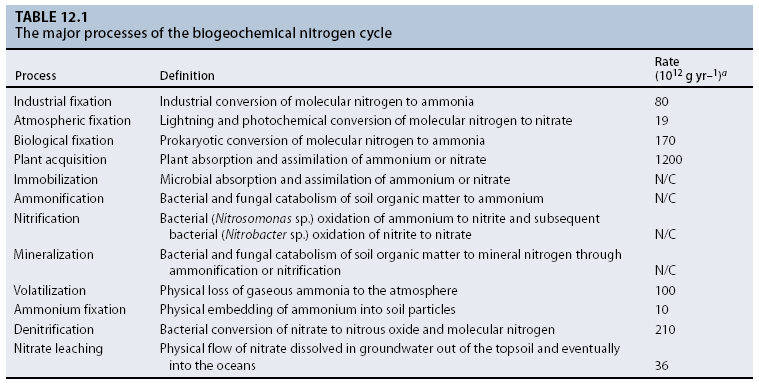 TABLE 12.1
The major processes of the biogeochemical nitrogen cycle
Process Definition Rate (10¹² g yr–¹)ª
Industrial fixation Industrial conversion of molecular nitrogen to ammonia 80
Atmospheric fixation Lightning and photochemical conversion of molecular nitrogen to nitrate 19
Biological fixation Prokaryotic conversion of molecular nitrogen to ammonia 170
Plant acquisition Plant absorption and assimilation of ammonium or nitrate 1200
Immobilization Microbial absorption and assimilation of ammonium or nitrate N/C
Ammonification Bacterial and fungal catabolism of soil organic matter to ammonium N/C
Nitrification Bacterial (Nitrosomonas sp.) oxidation of ammonium to nitrite and subsequent
bacterial (Nitrobacter sp.) oxidation of nitrite to nitrate N/C
Mineralization Bacterial and fungal catabolism of soil organic matter to mineral nitrogen through
ammonification or nitrification N/C
Volatilization Physical loss of gaseous ammonia to the atmosphere 100
Ammonium fixation Physical embedding of ammonium into soil particles 10
Denitrification Bacterial conversion of nitrate to nitrous oxide and molecular nitrogen 210
Nitrate leaching Physical flow of nitrate dissolved in groundwater out of the topsoil and eventually
into the oceans 36